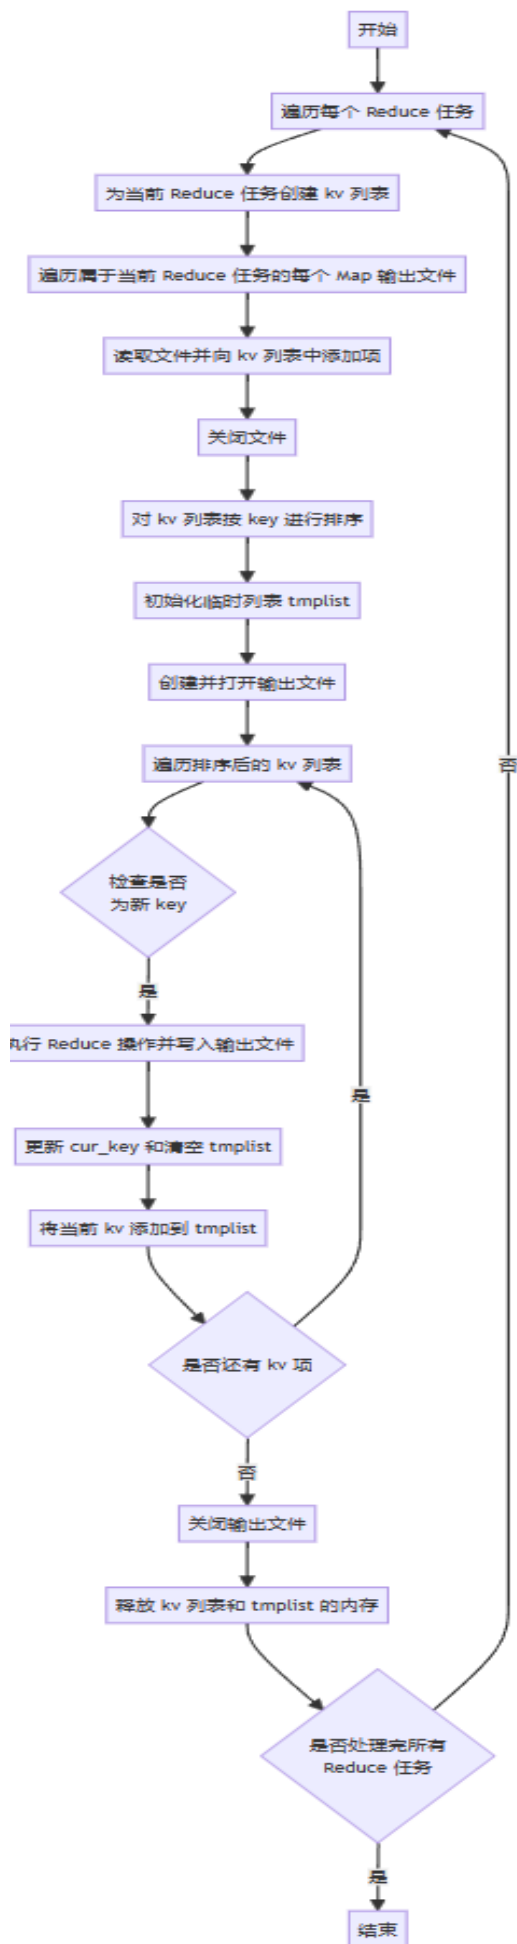 开始
遍历每个 Reduce 任务
为当前 Reduce 任务创建 kv 列表
遍历属于当前 Reduce 任务的每个 Map 输出文件
读取文件并向 kv 列表中添加项
关闭文件
对 kv 列表按 key 进行排序
初始化临时列表 tmplist
创建并打开输出文件
否
遍历排序后的 kv 列表
检查是否
为新 key
是
执行 Reduce 操作并写入输出文件
是
更新 cur_key 和清空 tmplist
将当前 kv 添加到 tmplist
是否还有 kv 项
否
关闭输出文件
释放 kv 列表和 tmplist 的内存
是否处理完所有
Reduce 任务
是
结束